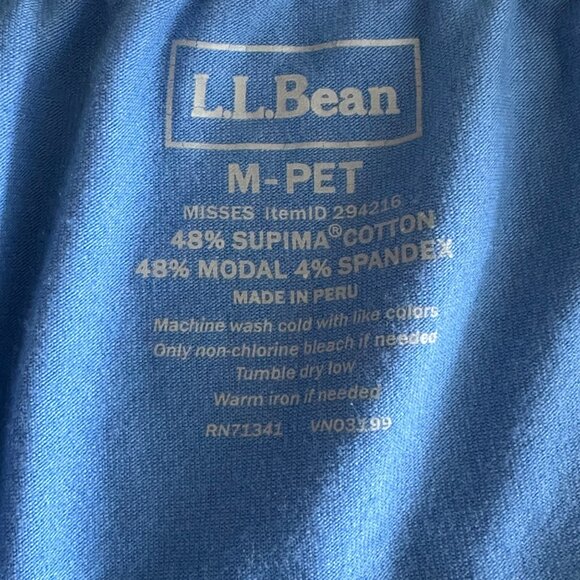 L.L.Bean
M-PET
MISSES ItemID 294216
48% SUPIMA® COTTON
48% MODAL 4% SPANDEX
MADE IN PERU
Machine wash cold with like colors
Only non-chlorine bleach if needed
Tumble dry low
Warm iron if needed
RN71341 VN03199